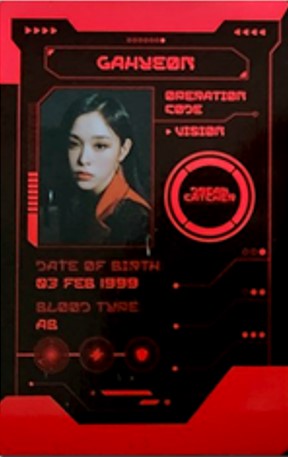 GAHYEON
OPERATION
CODE
VISION
DREAM
CATCHER
DATE OF BIRTH
03 FEB 1999
BLOOD TYPE
AB